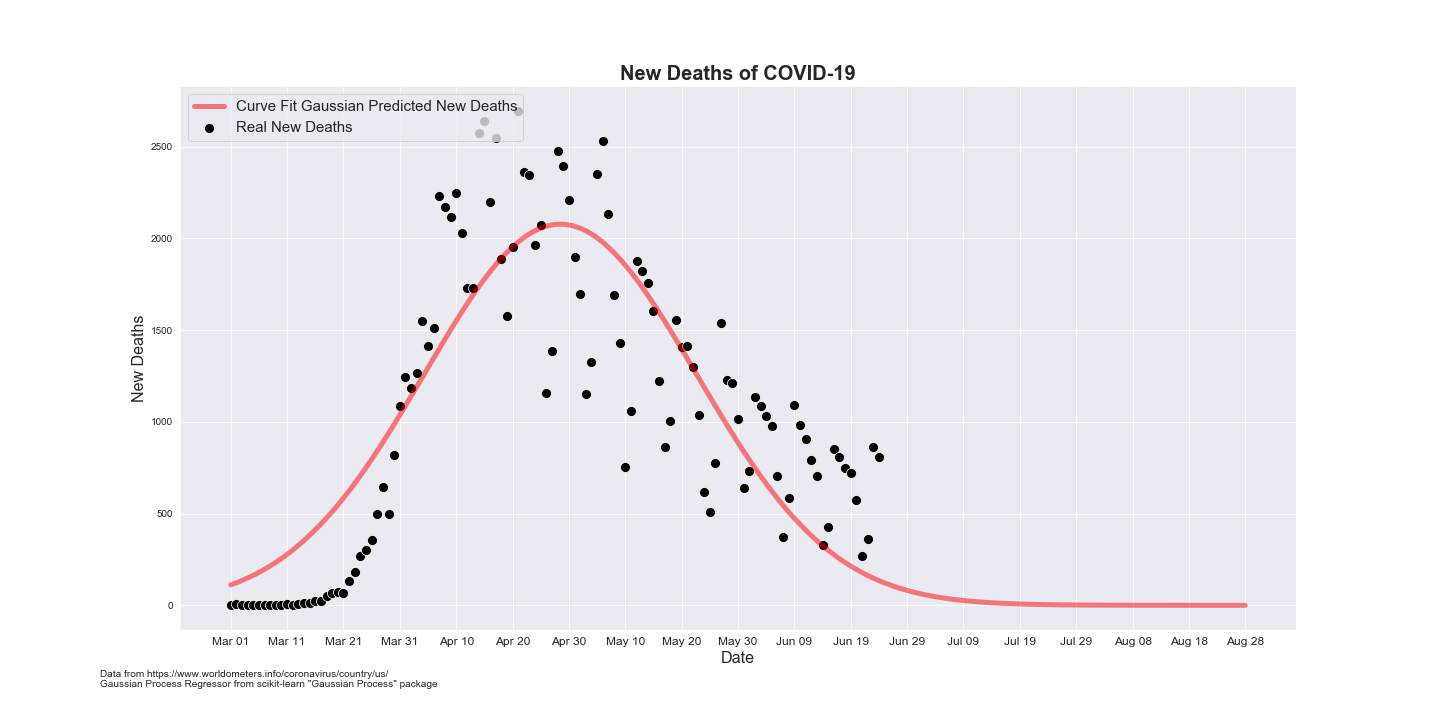 New Deaths of COVID-19
Curve Fit Gaussian Predicted New Deaths
Real New Deaths
2500
2000
1500
1000
500
0
New Deaths
Mar 01 Mar 11 Mar 21 Mar 31 Apr 10 Apr 20 Apr 30 May 10 May 20 May 30 Jun 09 Jun 19 Jun 29 Jul 09 Jul 19 Jul 29 Aug 08 Aug 18 Aug 28
Date
Data from https://www.worldometers.info/coronavirus/country/us/
Gaussian Process Regressor from scikit-learn "Gaussian Process" package